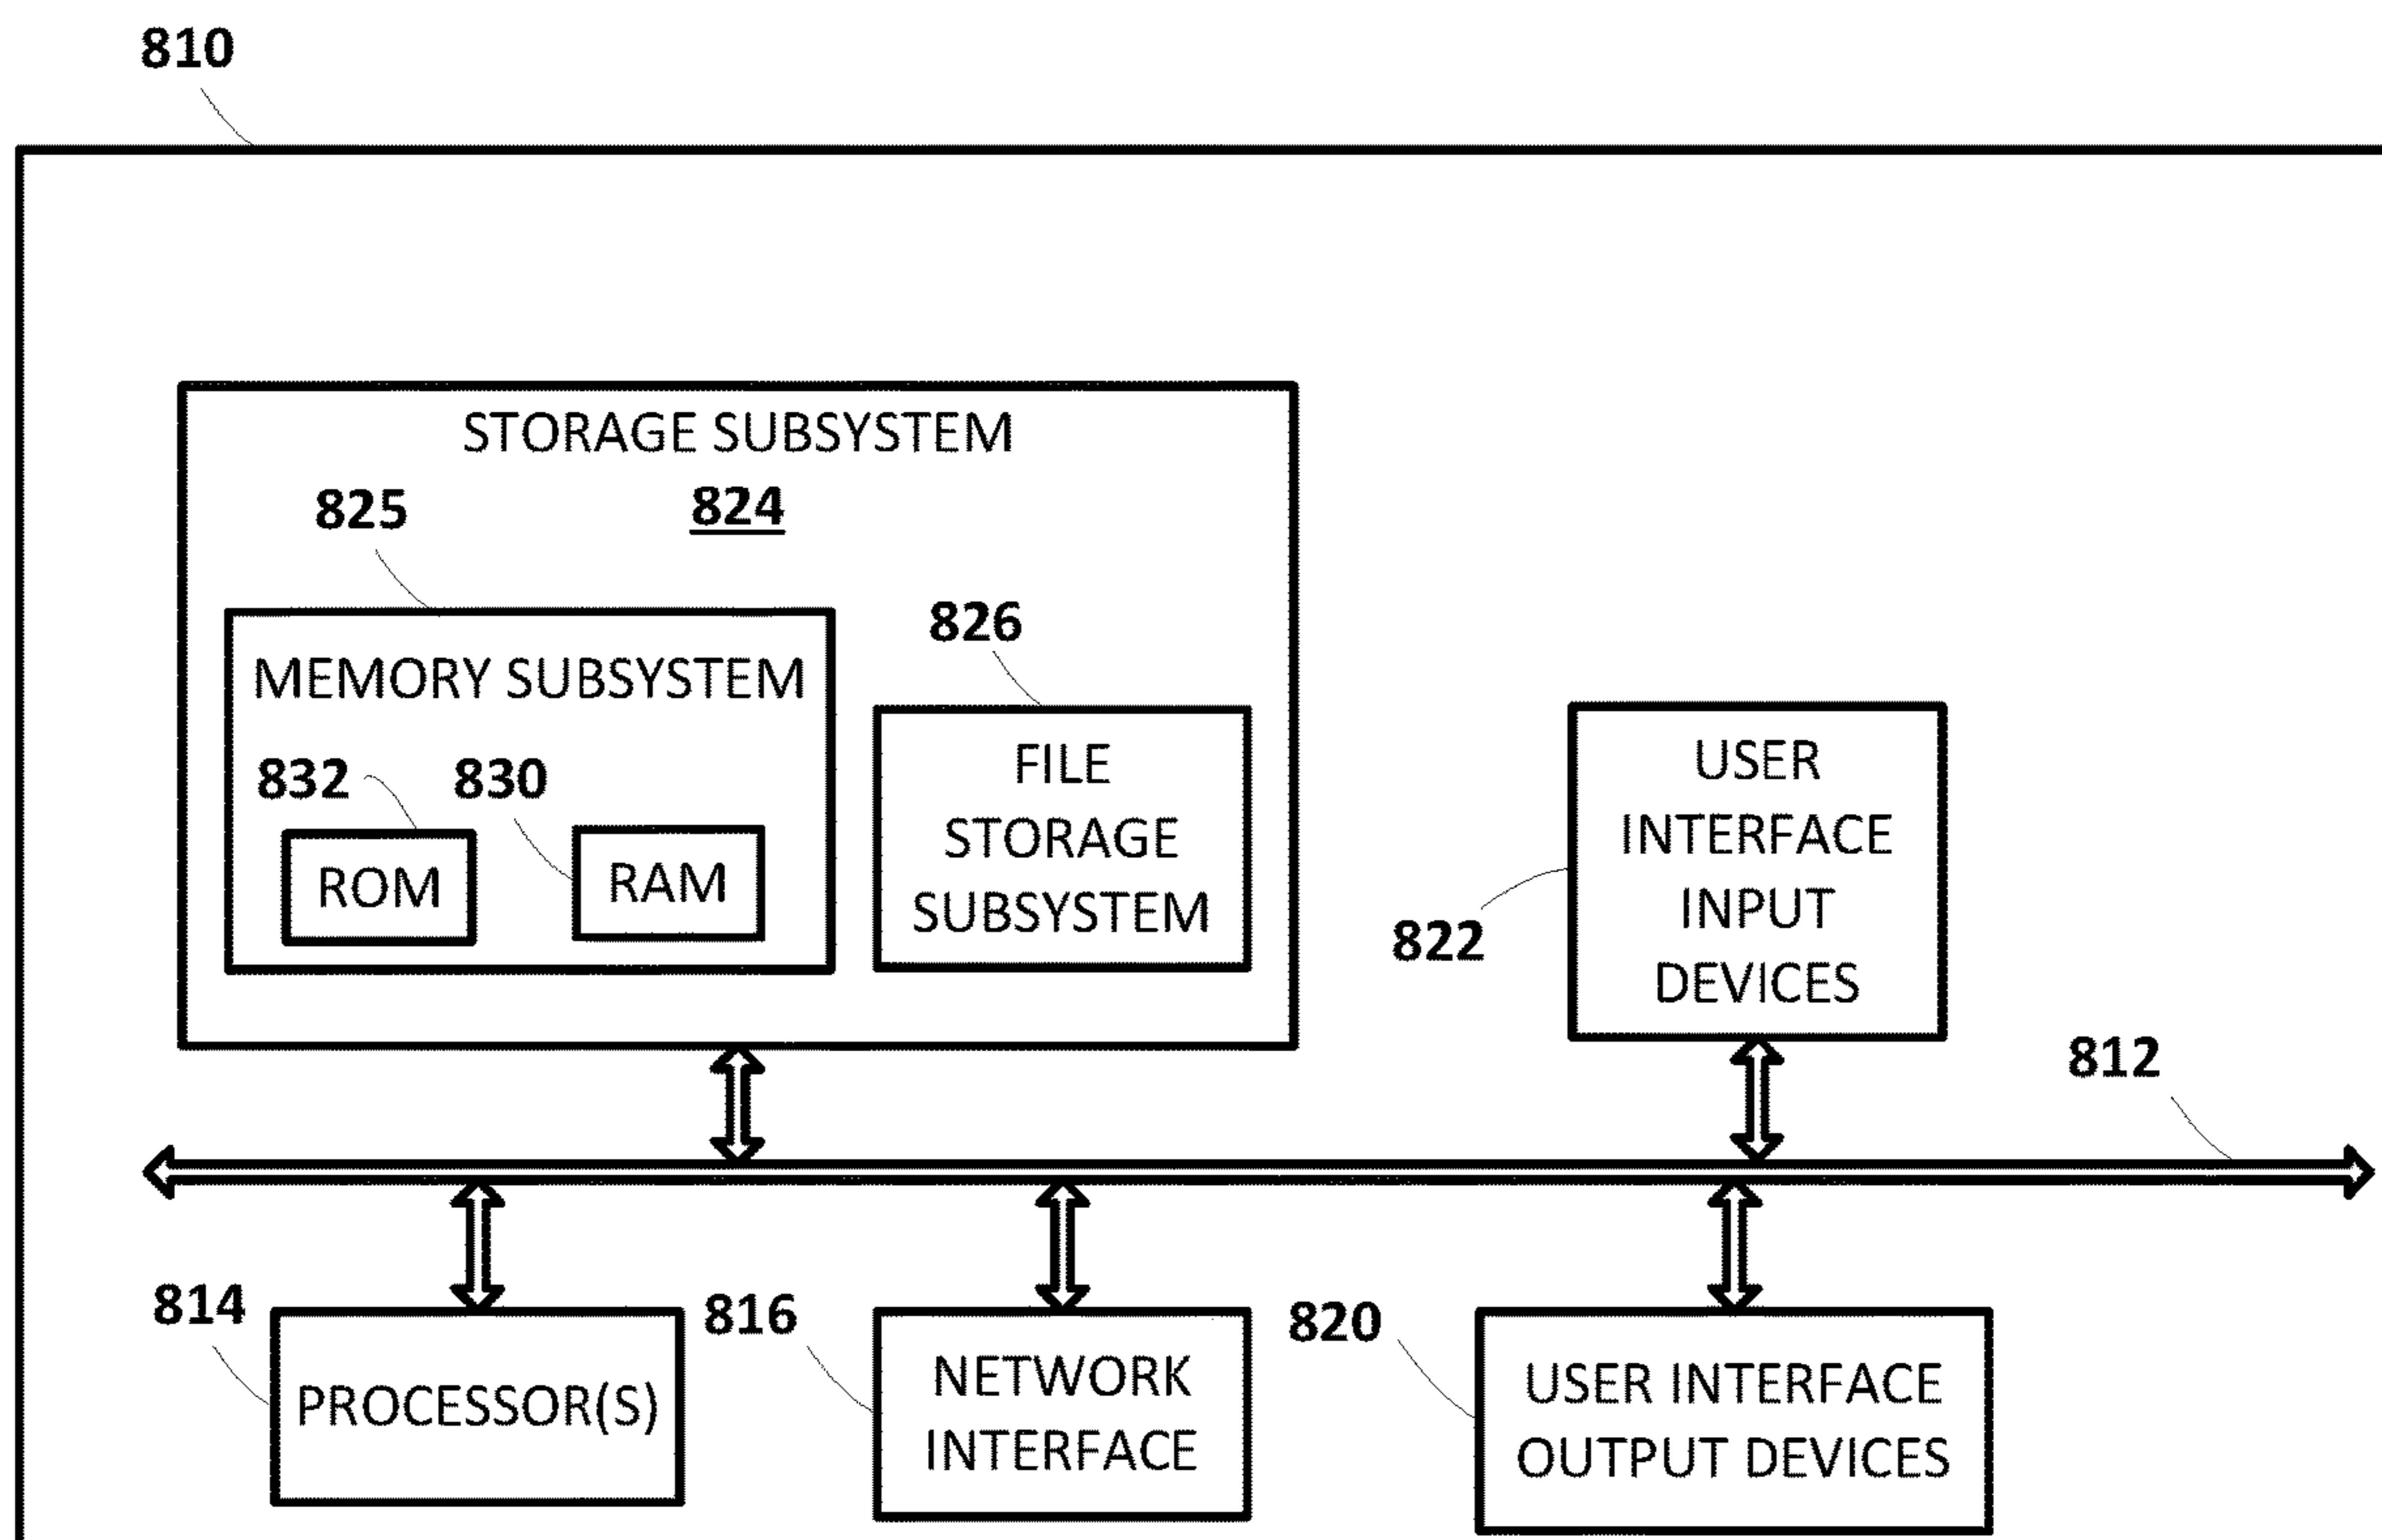 810
STORAGE SUBSYSTEM
824
825
826
MEMORY SUBSYSTEM
832
830
ROM
RAM
FILE
STORAGE
SUBSYSTEM
USER
INTERFACE
INPUT
DEVICES
822
812
814
PROCESSOR(S)
816
NETWORK
INTERFACE
820
USER INTERFACE
OUTPUT DEVICES